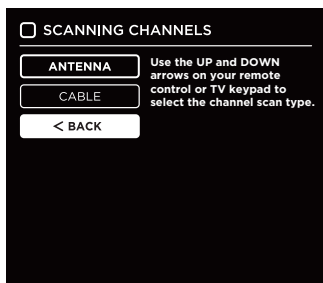 SCANNING CHANNELS
ANTENNA
CABLE
< BACK
Use the UP and DOWN
arrows on your remote
control or TV keypad to
select the channel scan type.